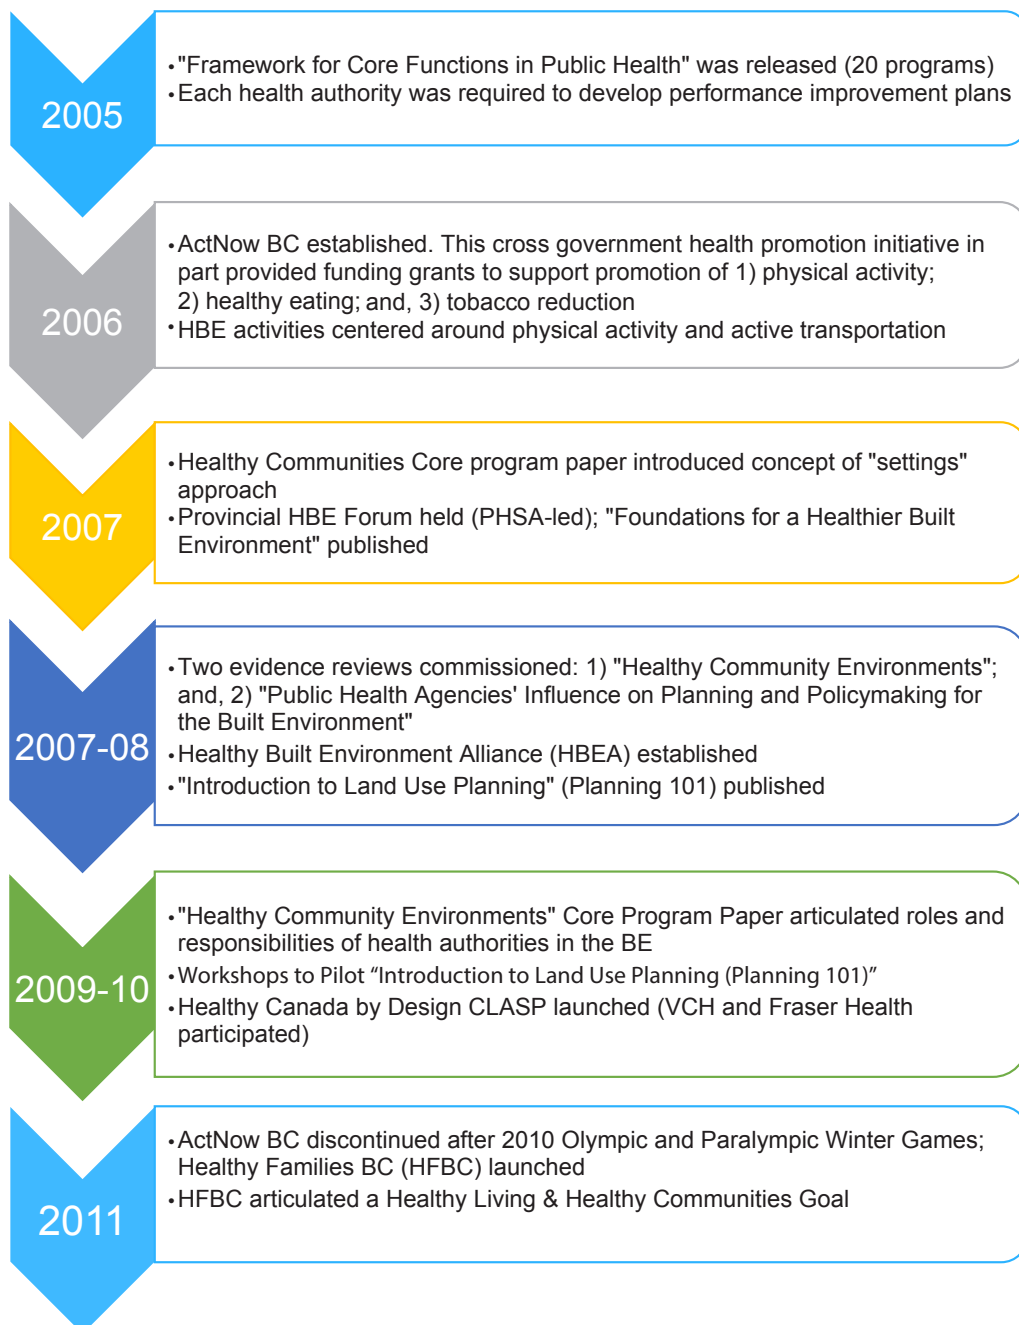 2005
• "Framework for Core Functions in Public Health" was released (20 programs)
• Each health authority was required to develop performance improvement plans
2006
• ActNow BC established. This cross government health promotion initiative in
part provided funding grants to support promotion of 1) physical activity;
2) healthy eating; and, 3) tobacco reduction
• HBE activities centered around physical activity and active transportation
2007
• Healthy Communities Core program paper introduced concept of "settings"
approach
• Provincial HBE Forum held (PHSA-led); "Foundations for a Healthier Built
Environment" published
2007-08
• Two evidence reviews commissioned: 1) "Healthy Community Environments";
and, 2) "Public Health Agencies' Influence on Planning and Policymaking for
the Built Environment"
• Healthy Built Environment Alliance (HBEA) established
• "Introduction to Land Use Planning" (Planning 101) published
2009-10
• "Healthy Community Environments" Core Program Paper articulated roles and
responsibilities of health authorities in the BE
• Workshops to Pilot “Introduction to Land Use Planning (Planning 101)”
• Healthy Canada by Design CLASP launched (VCH and Fraser Health
participated)
2011
• ActNow BC discontinued after 2010 Olympic and Paralympic Winter Games;
Healthy Families BC (HFBC) launched
• HFBC articulated a Healthy Living & Healthy Communities Goal